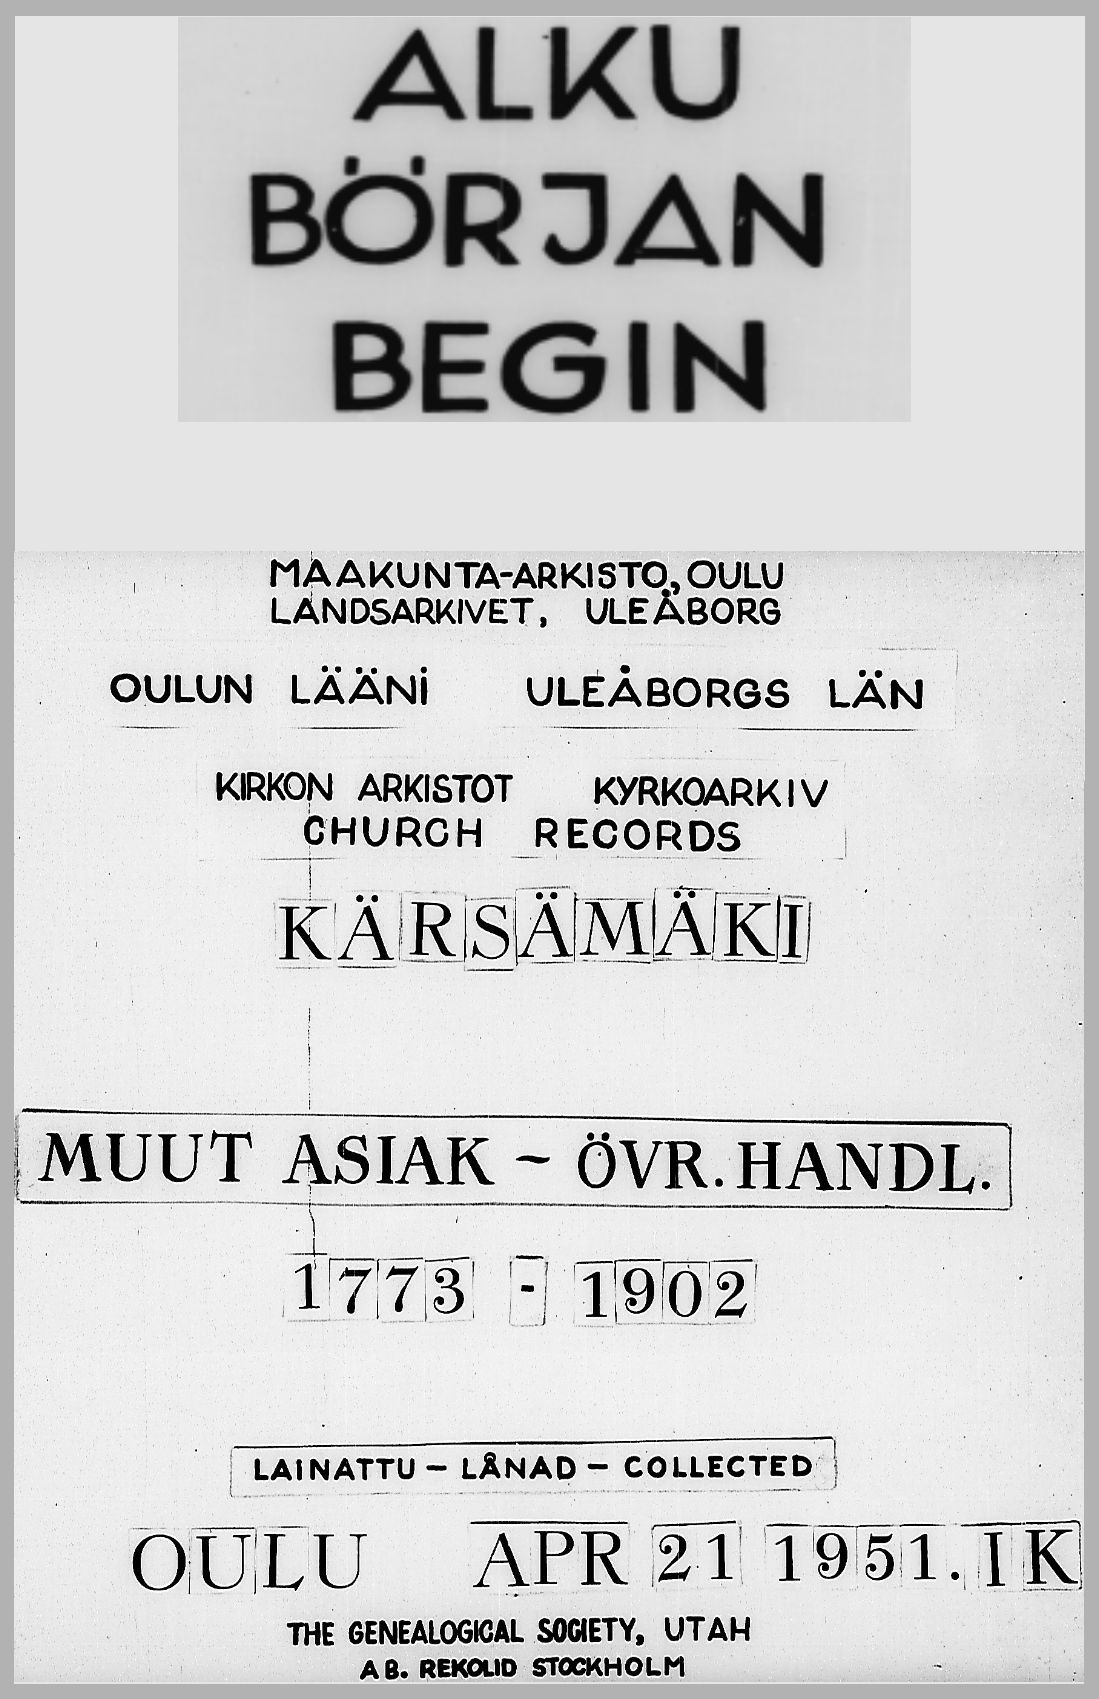 ALKU
BÖRJAN
BEGIN
MAAKUNTA-ARKISTO, OULU
LANDSARKIVET, ULEÅBORG
OULUN LÄÄNI ULEÅBORGS LÄN
KIRKON ARKISTOT KYRKOARKIV
CHURCH RECORDS
KÄRSÄMÄKI
MUUT ASIAK - ÖVR. HANDL.
1773 - 1902
LAINATTU - LÅNAD - COLLECTED
OULU APR 21 1951. IK
THE GENEALOGICAL SOCIETY, UTAH
AB. REKOLID STOCKHOLM